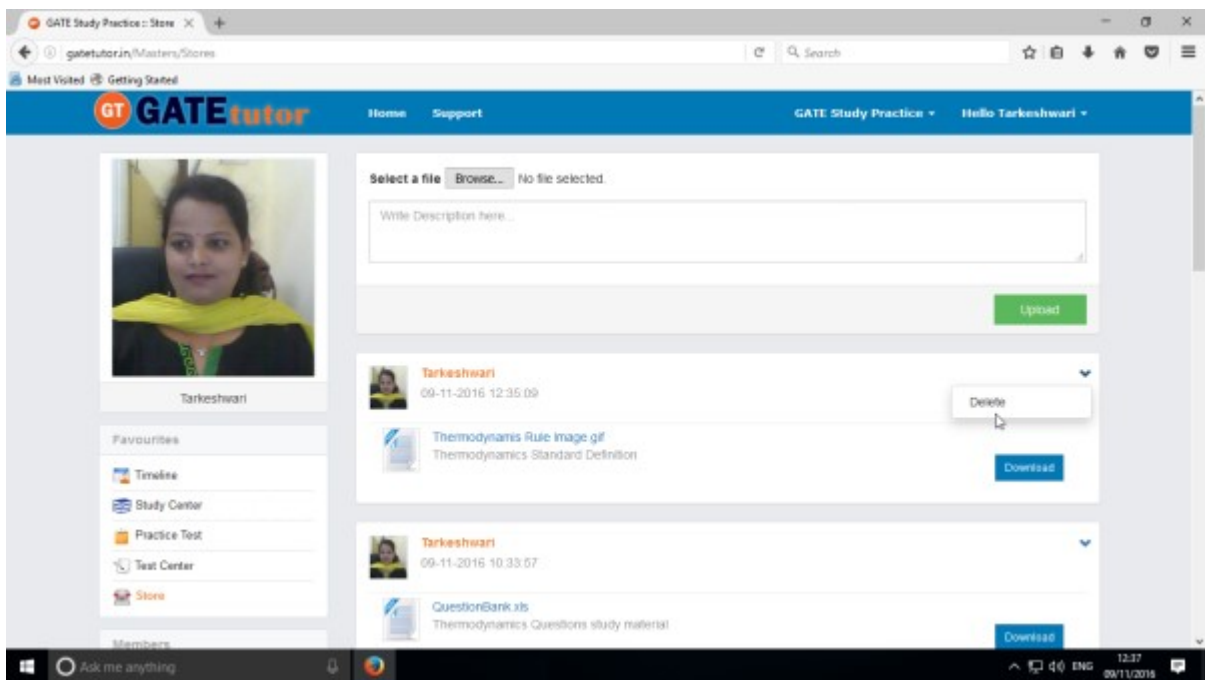 GATE Study Practice :: Store
gatetutor.in/Masters/Stores
Search
Most Visited Getting Started
GT GATEtutor Home Support GATE Study Practice Hello Tarkeshwari
Select a file Browse... No file selected.
Write Description here...
Upload
Tarkeshwari
Tarkeshwari
09-11-2016 12:35:09
Delete
Thermodynamis Rule Image.gif
Thermodynamics Standard Definition
Download
Favourites
Timeline
Study Center
Practice Test
Test Center
Store
Members
Tarkeshwari
09-11-2016 10:33:57
QuestionBank.xls
Thermodynamics Questions study material
Download
Ask me anything
ENG
12:37
09/11/2016